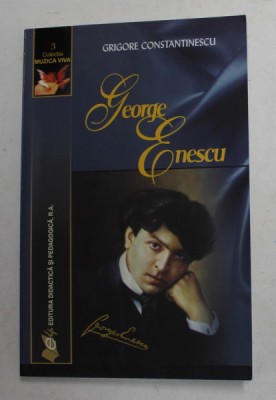 3
Colecția
MUZICA VIVA
GRIGORE CONSTANTINESCU
George
Enescu
EDITURA DIDACTICĂ ȘI PEDAGOGICĂ, R.A.